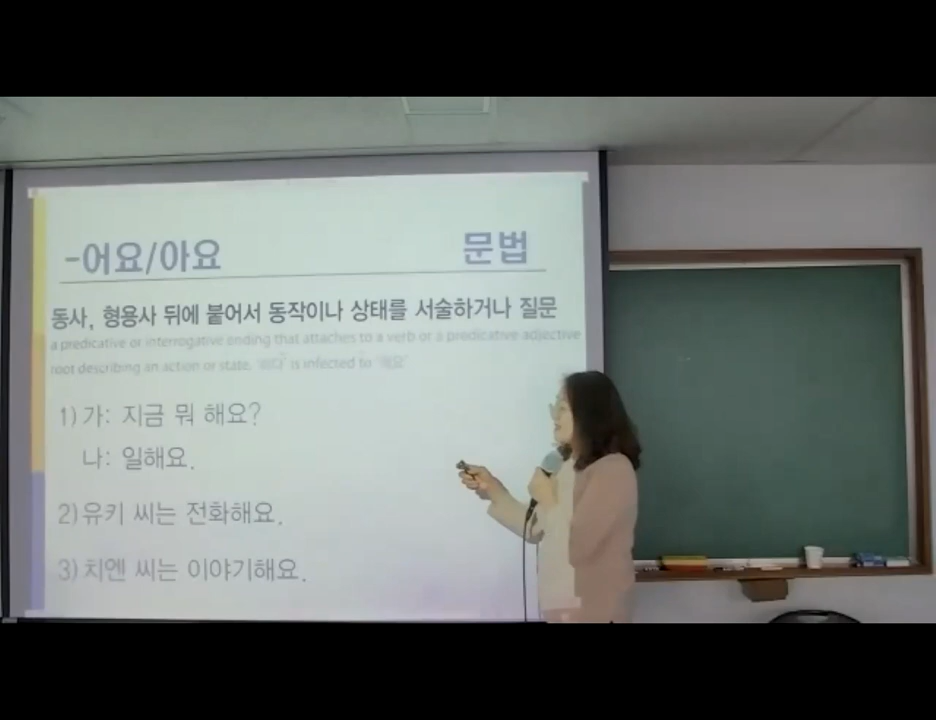 -어요/아요 문법
동사, 형용사 뒤에 붙어서 동작이나 상태를 서술하거나 질문
a predicative or interrogative ending that attaches to a verb or a predicative adjective
root describing an action or state. is infected to
1) 가: 지금 뭐 해요?
나: 일해요.
2) 유키 씨는 전화해요.
3) 치엔 씨는 이야기해요.